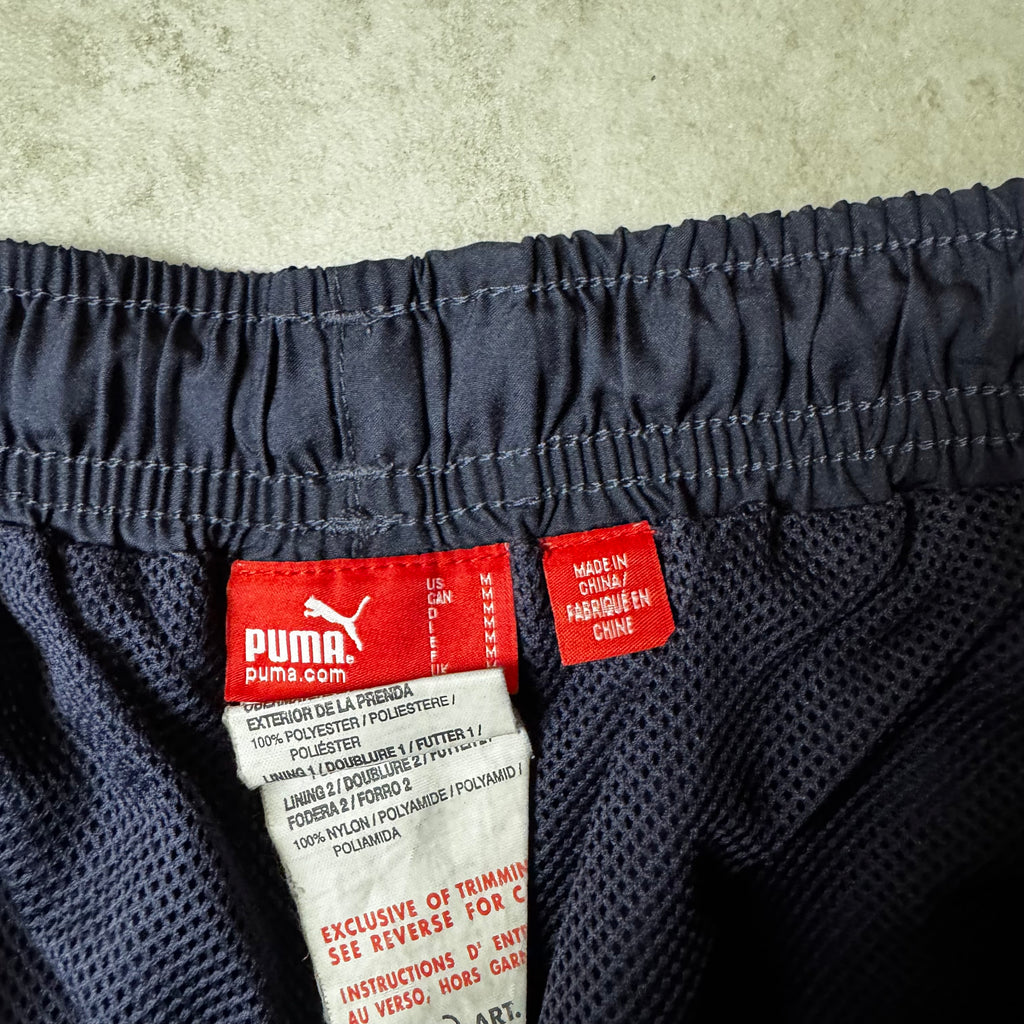 PUMA
puma.com
US M
CAN M
D M
I M
E M
F M
UK M
MADE IN
CHINA/
FABRIQUÉ EN
CHINE
EXTERIOR DE LA PRENDA
100% POLYESTER / POLIESTERE /
POLIÉSTER
LINING 1 / DOUBLURE 1 / FUTTER 1 /
LINING 2 / DOUBLURE 2 /
FODERA 2 / FORRO 2
100% NYLON / POLYAMIDE / POLYAMID /
POLIAMIDA
EXCLUSIVE OF TRIMMIN
SEE REVERSE FOR C
INSTRUCTIONS D' ENT
AU VERSO, HORS GAR
ART.